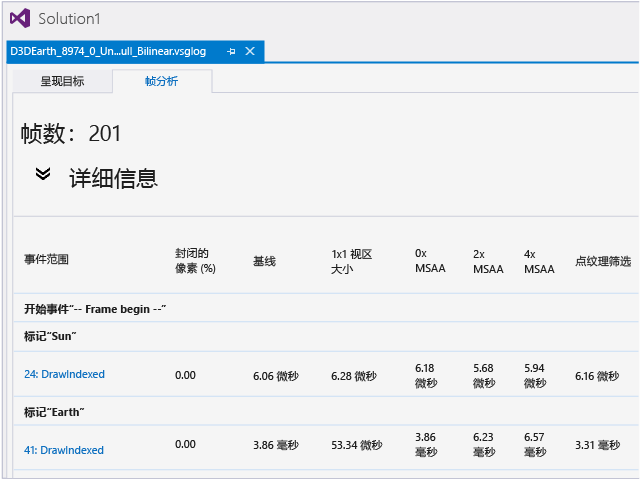 Solution1
D3DEarth_8974_0_Un...ull_Bilinear.vsglog
呈现目标 帧分析
帧数：201
详细信息
事件范围 封闭的像素 (%) 基线 1x1 视区大小 0x MSAA 2x MSAA 4x MSAA 点纹理筛选
开始事件“-- Frame begin --”
标记“Sun”
24: DrawIndexed 0.00 6.06 微秒 6.28 微秒 6.18 微秒 5.68 微秒 5.94 微秒 6.16 微秒
标记“Earth”
41: DrawIndexed 0.00 3.86 毫秒 53.34 微秒 3.86 毫秒 6.23 毫秒 6.57 毫秒 3.31 毫秒